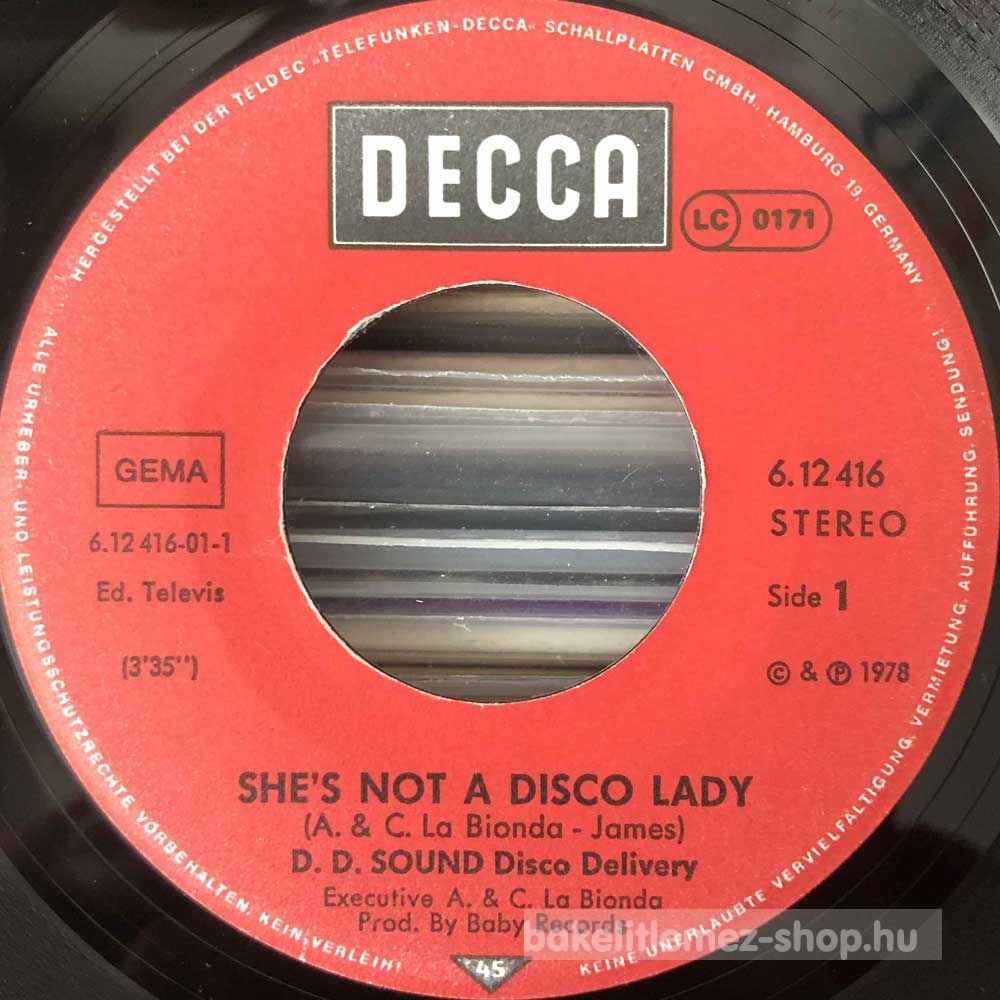 HERGESTELLT BEI DER TELDEC »TELEFUNKEN-DECCA« SCHALLPLATTEN GMBH., HAMBURG 19, GERMANY
DECCA
LC 0171
GEMA
6.12 416-01-1
Ed. Televis
(3'35'')
6.12 416
STEREO
Side 1
© & ℗ 1978
SHE'S NOT A DISCO LADY
(A. & C. La Bionda - James)
D. D. SOUND Disco Delivery
Executive A. & C. La Bionda
Prod. By Baby Records
45
ALLE URHEBER- UND LEISTUNGSSCHUTZRECHTE VORBEHALTEN, KEIN VERLEIH!
KEINE UNERLAUBTE VERVIELFÄLTIGUNG, VERMIETUNG, AUFFÜHRUNG, SENDUNG!
bakelitlemez-shop.hu